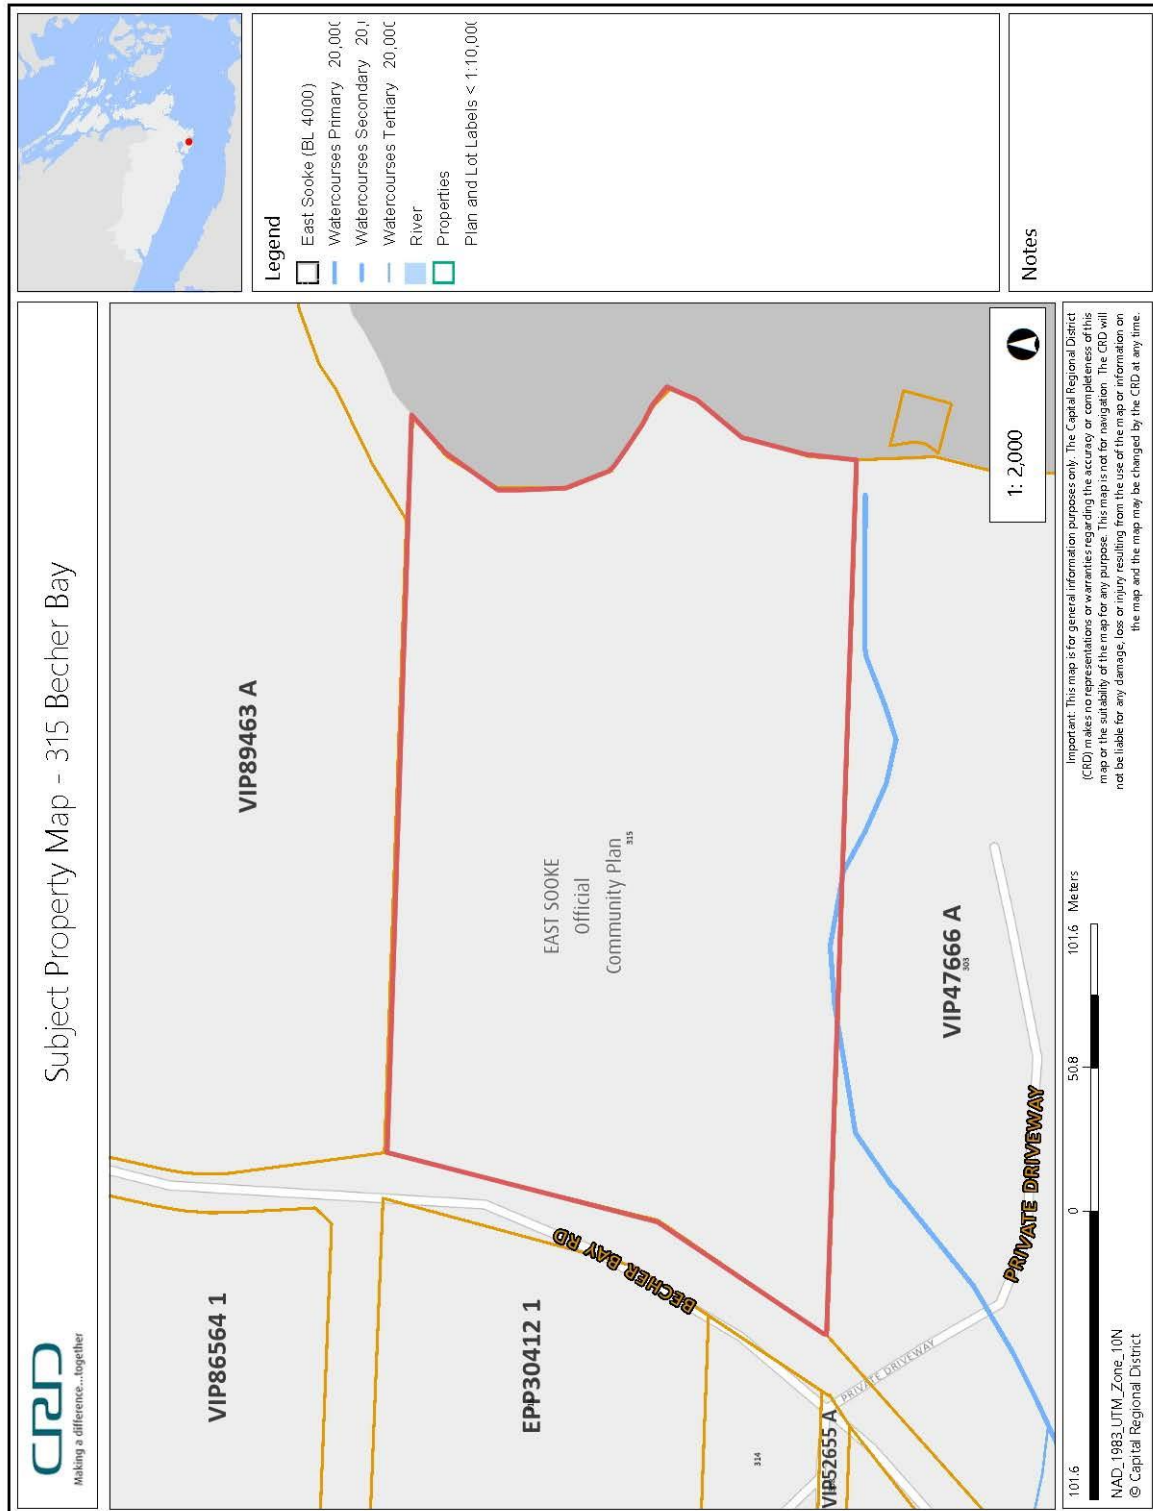 CRD
Making a difference...together
Subject Property Map - 315 Becher Bay
VIP86564 1
VIP89463 A
EPP30412 1
BECHER BAY RD
EAST SOOKE
Official
Community Plan
315
314
VIP52655 A
PRIVATE DRIVEWAY
PRIVATE DRIVEWAY
VIP47666 A
303
1: 2,000
101.6
0
50.8
101.6 Meters
NAD_1983_UTM_Zone_10N
© Capital Regional District
Important: This map is for general information purposes only. The Capital Regional District
(CRD) makes no representations or warranties regarding the accuracy or completeness of this
map or the suitability of the map for any purpose. This map is not for navigation. The CRD will
not be liable for any damage, loss or injury resulting from the use of the map or information on
the map and the map may be changed by the CRD at any time.
Legend
East Sooke (BL 4000)
Watercourses Primary 20,00(
Watercourses Secondary 20,(
Watercourses Tertiary 20,00(
River
Properties
Plan and Lot Labels < 1:10,00(
Notes